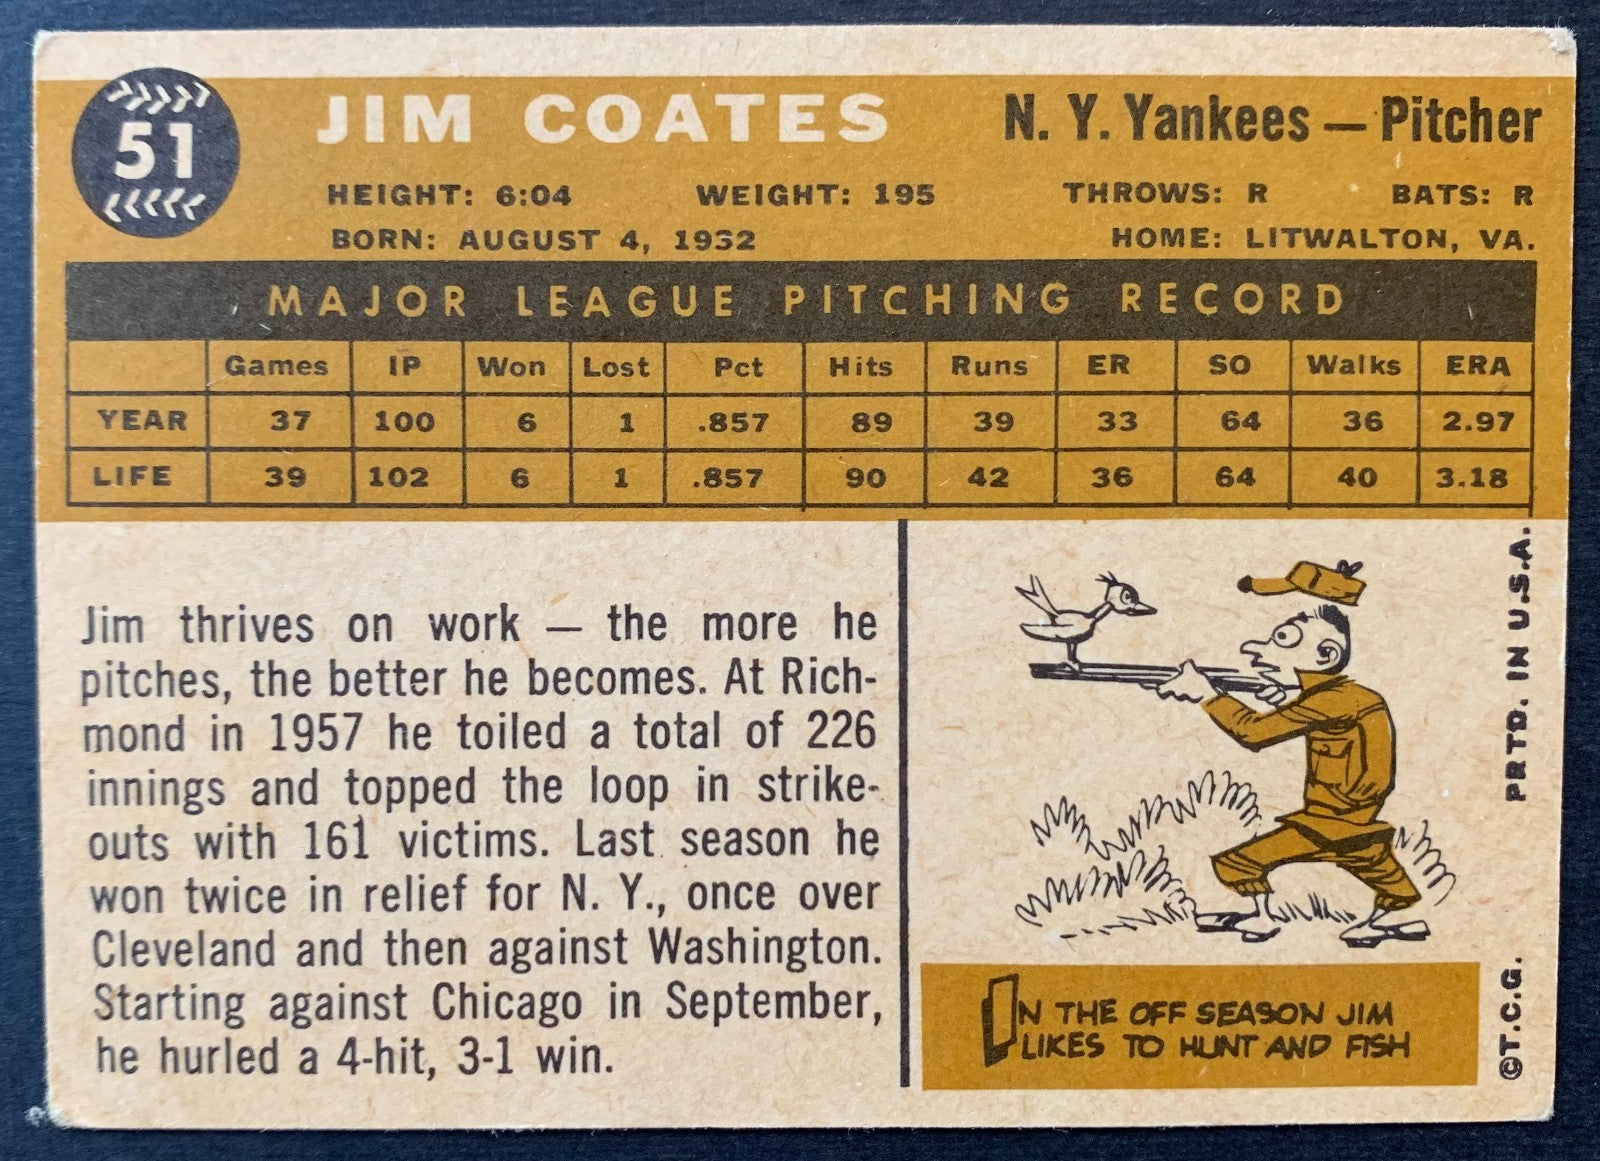 51
JIM COATES
N. Y. Yankees — Pitcher
HEIGHT: 6:04 WEIGHT: 195 THROWS: R BATS: R
BORN: AUGUST 4, 1932 HOME: LITWALTON, VA.
MAJOR LEAGUE PITCHING RECORD
Games IP Won Lost Pct Hits Runs ER SO Walks ERA
YEAR 37 100 6 1 .857 89 39 33 64 36 2.97
LIFE 39 102 6 1 .857 90 42 36 64 40 3.18
Jim thrives on work — the more he
pitches, the better he becomes. At Rich-
mond in 1957 he toiled a total of 226
innings and topped the loop in strike-
outs with 161 victims. Last season he
won twice in relief for N. Y., once over
Cleveland and then against Washington.
Starting against Chicago in September,
he hurled a 4-hit, 3-1 win.
IN THE OFF SEASON JIM
LIKES TO HUNT AND FISH
©T.C.G. PRTD. IN U.S.A.